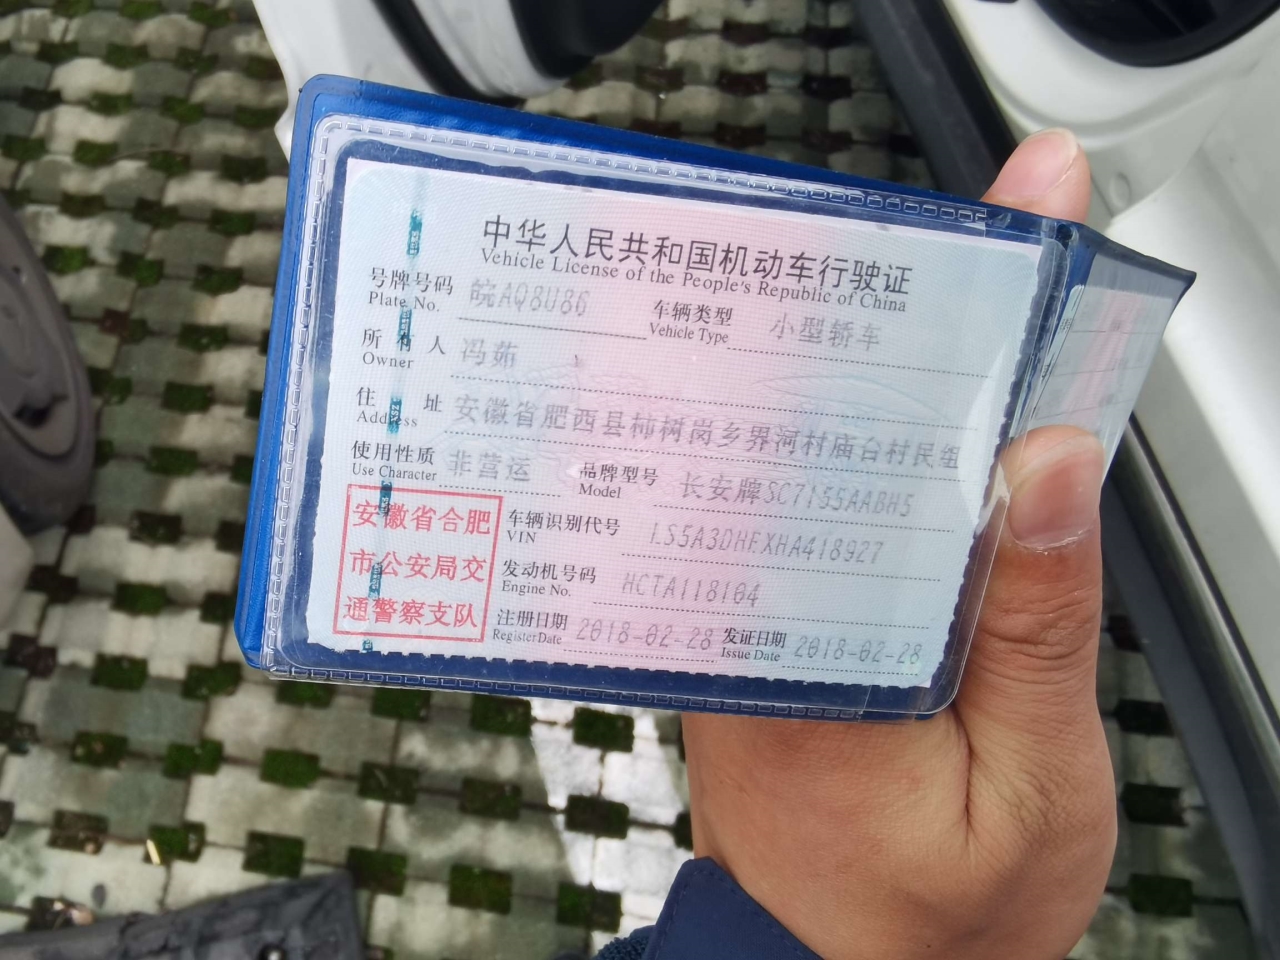 中华人民共和国机动车行驶证
Vehicle License of the People's Republic of China
号牌号码 皖AQ8U86 车辆类型 小型轿车
Plate No. Vehicle Type
所有人 冯茹
Owner
住址 安徽省肥西县柿树岗乡界河村庙台村民组
Address
使用性质 非营运 品牌型号 长安牌SC7155AABH5
Use Character Model
安徽省合肥
市公安局交
通警察支队
车辆识别代号 LS5A3DHEXHA418927
VIN
发动机号码 HCTA118104
Engine No.
注册日期 2018-02-28 发证日期 2018-02-28
Register Date Issue Date